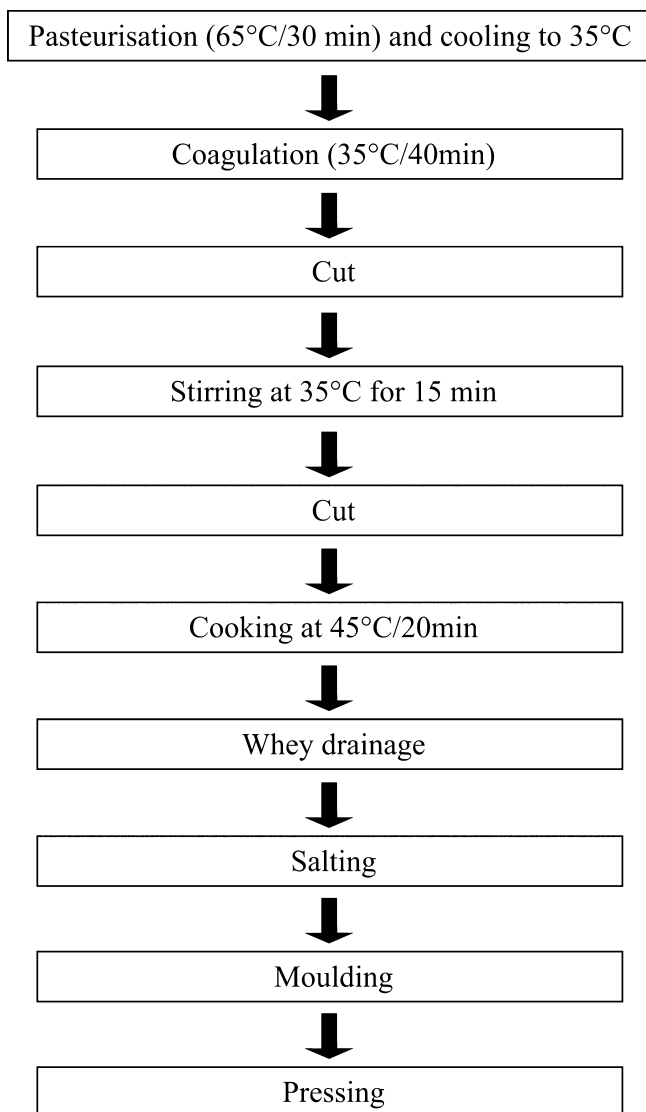 Pasteurisation (65°C/30 min) and cooling to 35°C
Coagulation (35°C/40min)
Cut
Stirring at 35°C for 15 min
Cut
Cooking at 45°C/20min
Whey drainage
Salting
Moulding
Pressing